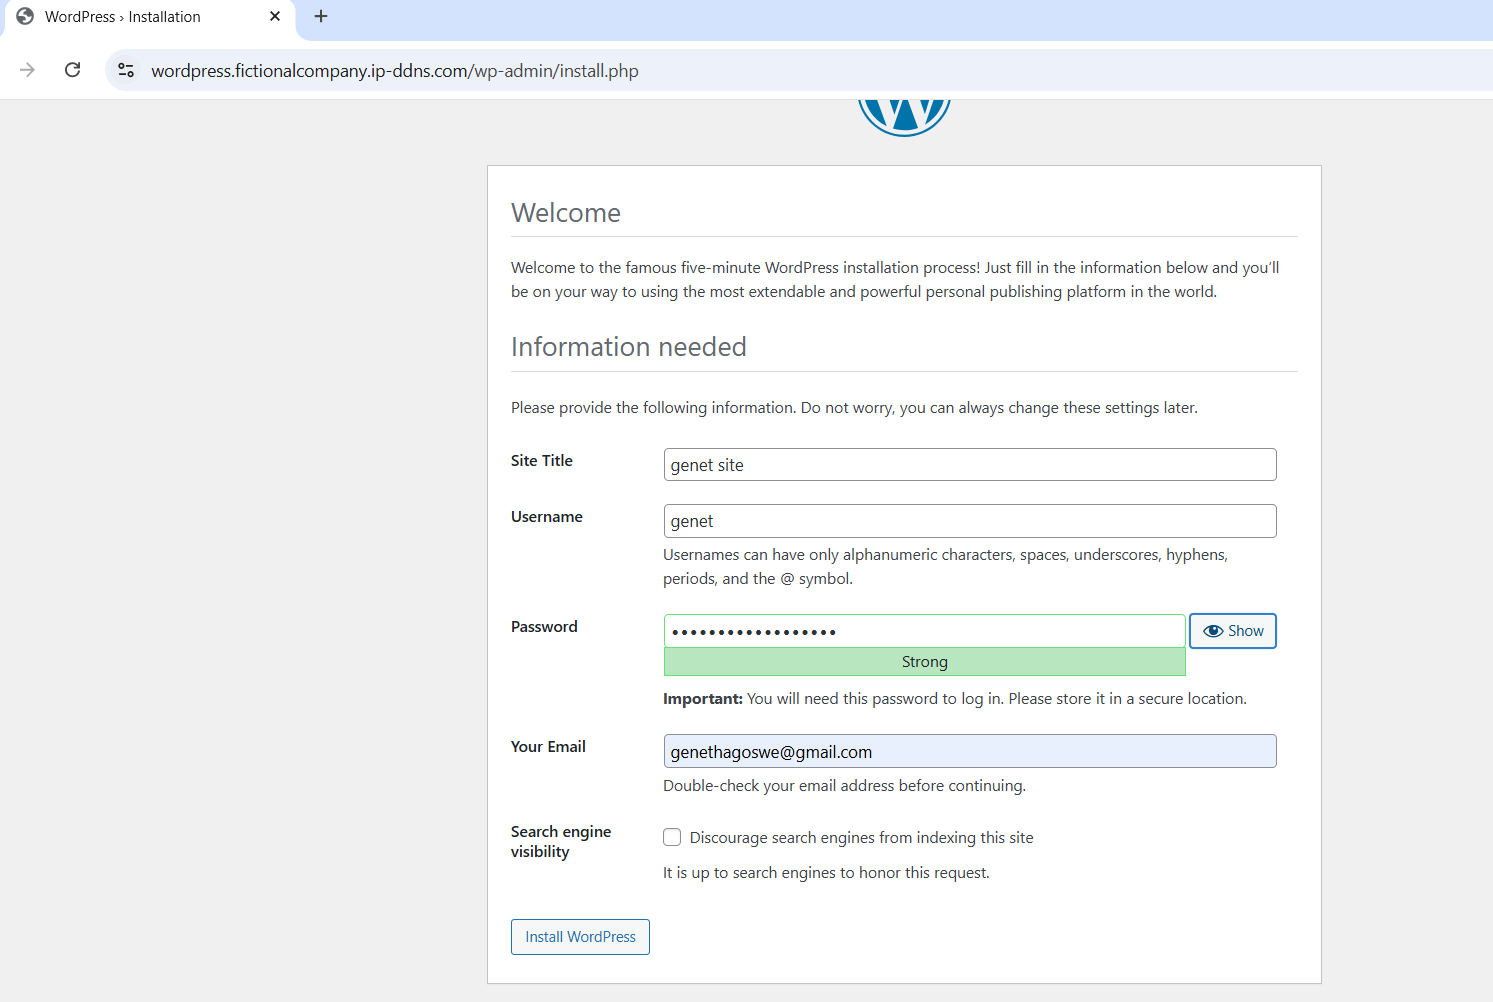 WordPress › Installation
wordpress.fictionalcompany.ip-ddns.com/wp-admin/install.php
Welcome
Welcome to the famous five-minute WordPress installation process! Just fill in the information below and you’ll
be on your way to using the most extendable and powerful personal publishing platform in the world.
Information needed
Please provide the following information. Do not worry, you can always change these settings later.
Site Title
genet site
Username
genet
Usernames can have only alphanumeric characters, spaces, underscores, hyphens,
periods, and the @ symbol.
Password
••••••••••••••••••
Show
Strong
Important: You will need this password to log in. Please store it in a secure location.
Your Email
genethagoswe@gmail.com
Double-check your email address before continuing.
Search engine
visibility
Discourage search engines from indexing this site
It is up to search engines to honor this request.
Install WordPress